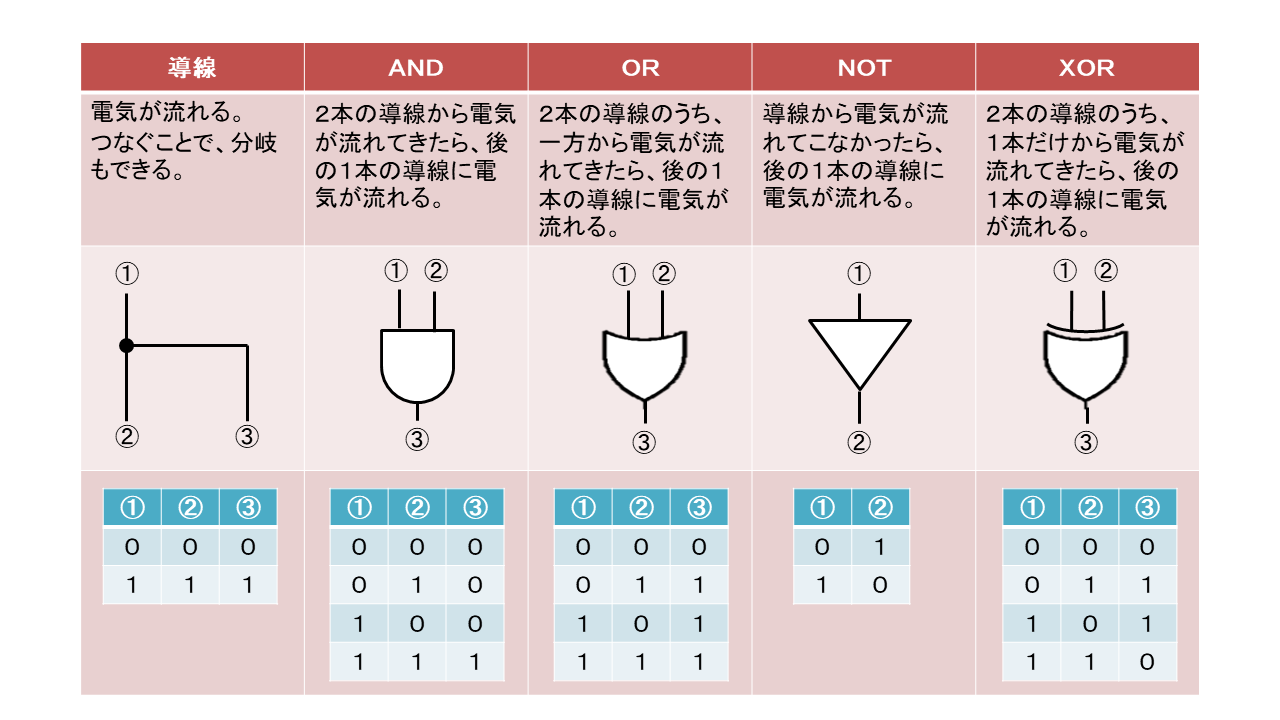 導線 AND OR NOT XOR
電気が流れる。
つなぐことで、分岐
もできる。
２本の導線から電気
が流れてきたら、後
の１本の導線に電
気が流れる。
２本の導線のうち、
一方から電気が流
れてきたら、後の１
本の導線に電気が
流れる。
導線から電気が流
れてこなかったら、
後の１本の導線に
電気が流れる。
２本の導線のうち、
１本だけから電気が
流れてきたら、後の
１本の導線に電気
が流れる。
①
② ③
① ②
③
① ②
③
①
②
① ②
③
① ② ③
0 0 0
1 1 1
① ② ③
0 0 0
0 1 0
1 0 0
1 1 1
① ② ③
0 0 0
0 1 1
1 0 1
1 1 1
① ②
0 1
1 0
① ② ③
0 0 0
0 1 1
1 0 1
1 1 0